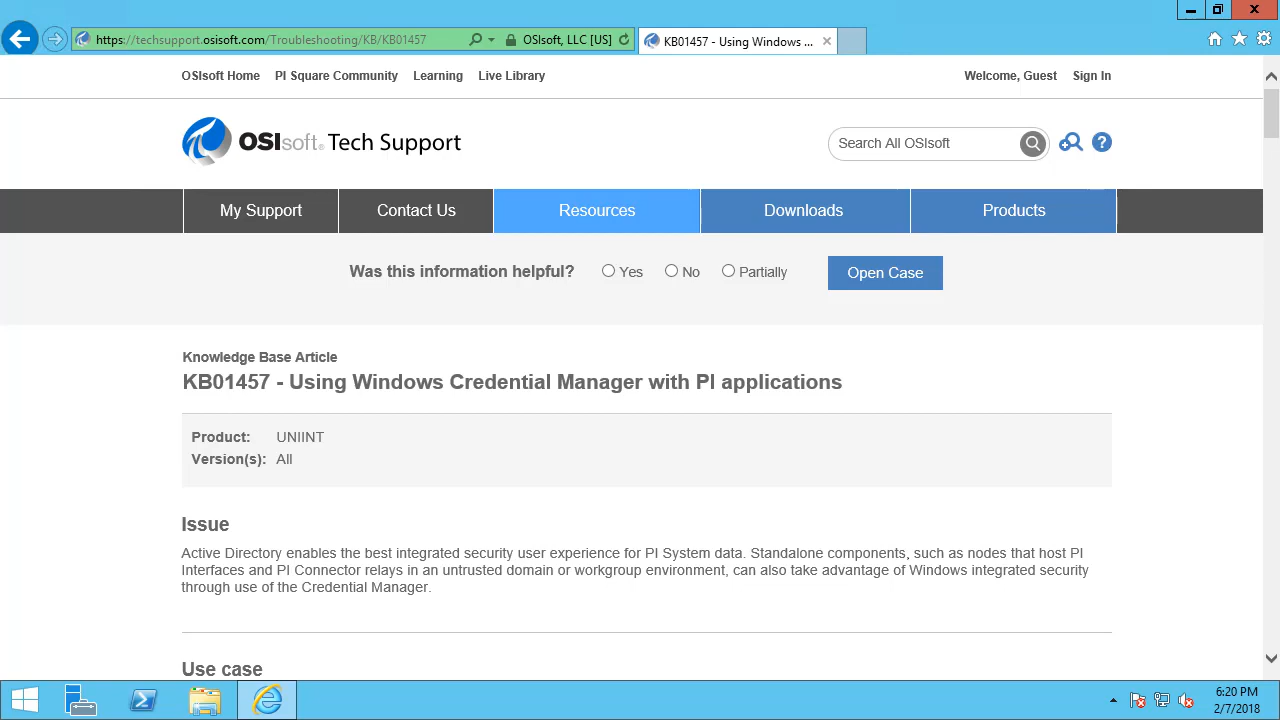 https://techsupport.osisoft.com/Troubleshooting/KB/KB01457
OSIsoft, LLC [US]
KB01457 - Using Windows ...
OSIsoft Home PI Square Community Learning Live Library
Welcome, Guest Sign In
OSIsoft. Tech Support
Search All OSIsoft
?
My Support Contact Us Resources Downloads Products
Was this information helpful? Yes No Partially Open Case
Knowledge Base Article
KB01457 - Using Windows Credential Manager with PI applications
Product: UNIINT
Version(s): All
Issue
Active Directory enables the best integrated security user experience for PI System data. Standalone components, such as nodes that host PI
Interfaces and PI Connector relays in an untrusted domain or workgroup environment, can also take advantage of Windows integrated security
through use of the Credential Manager.
Use case
6:20 PM
2/7/2018